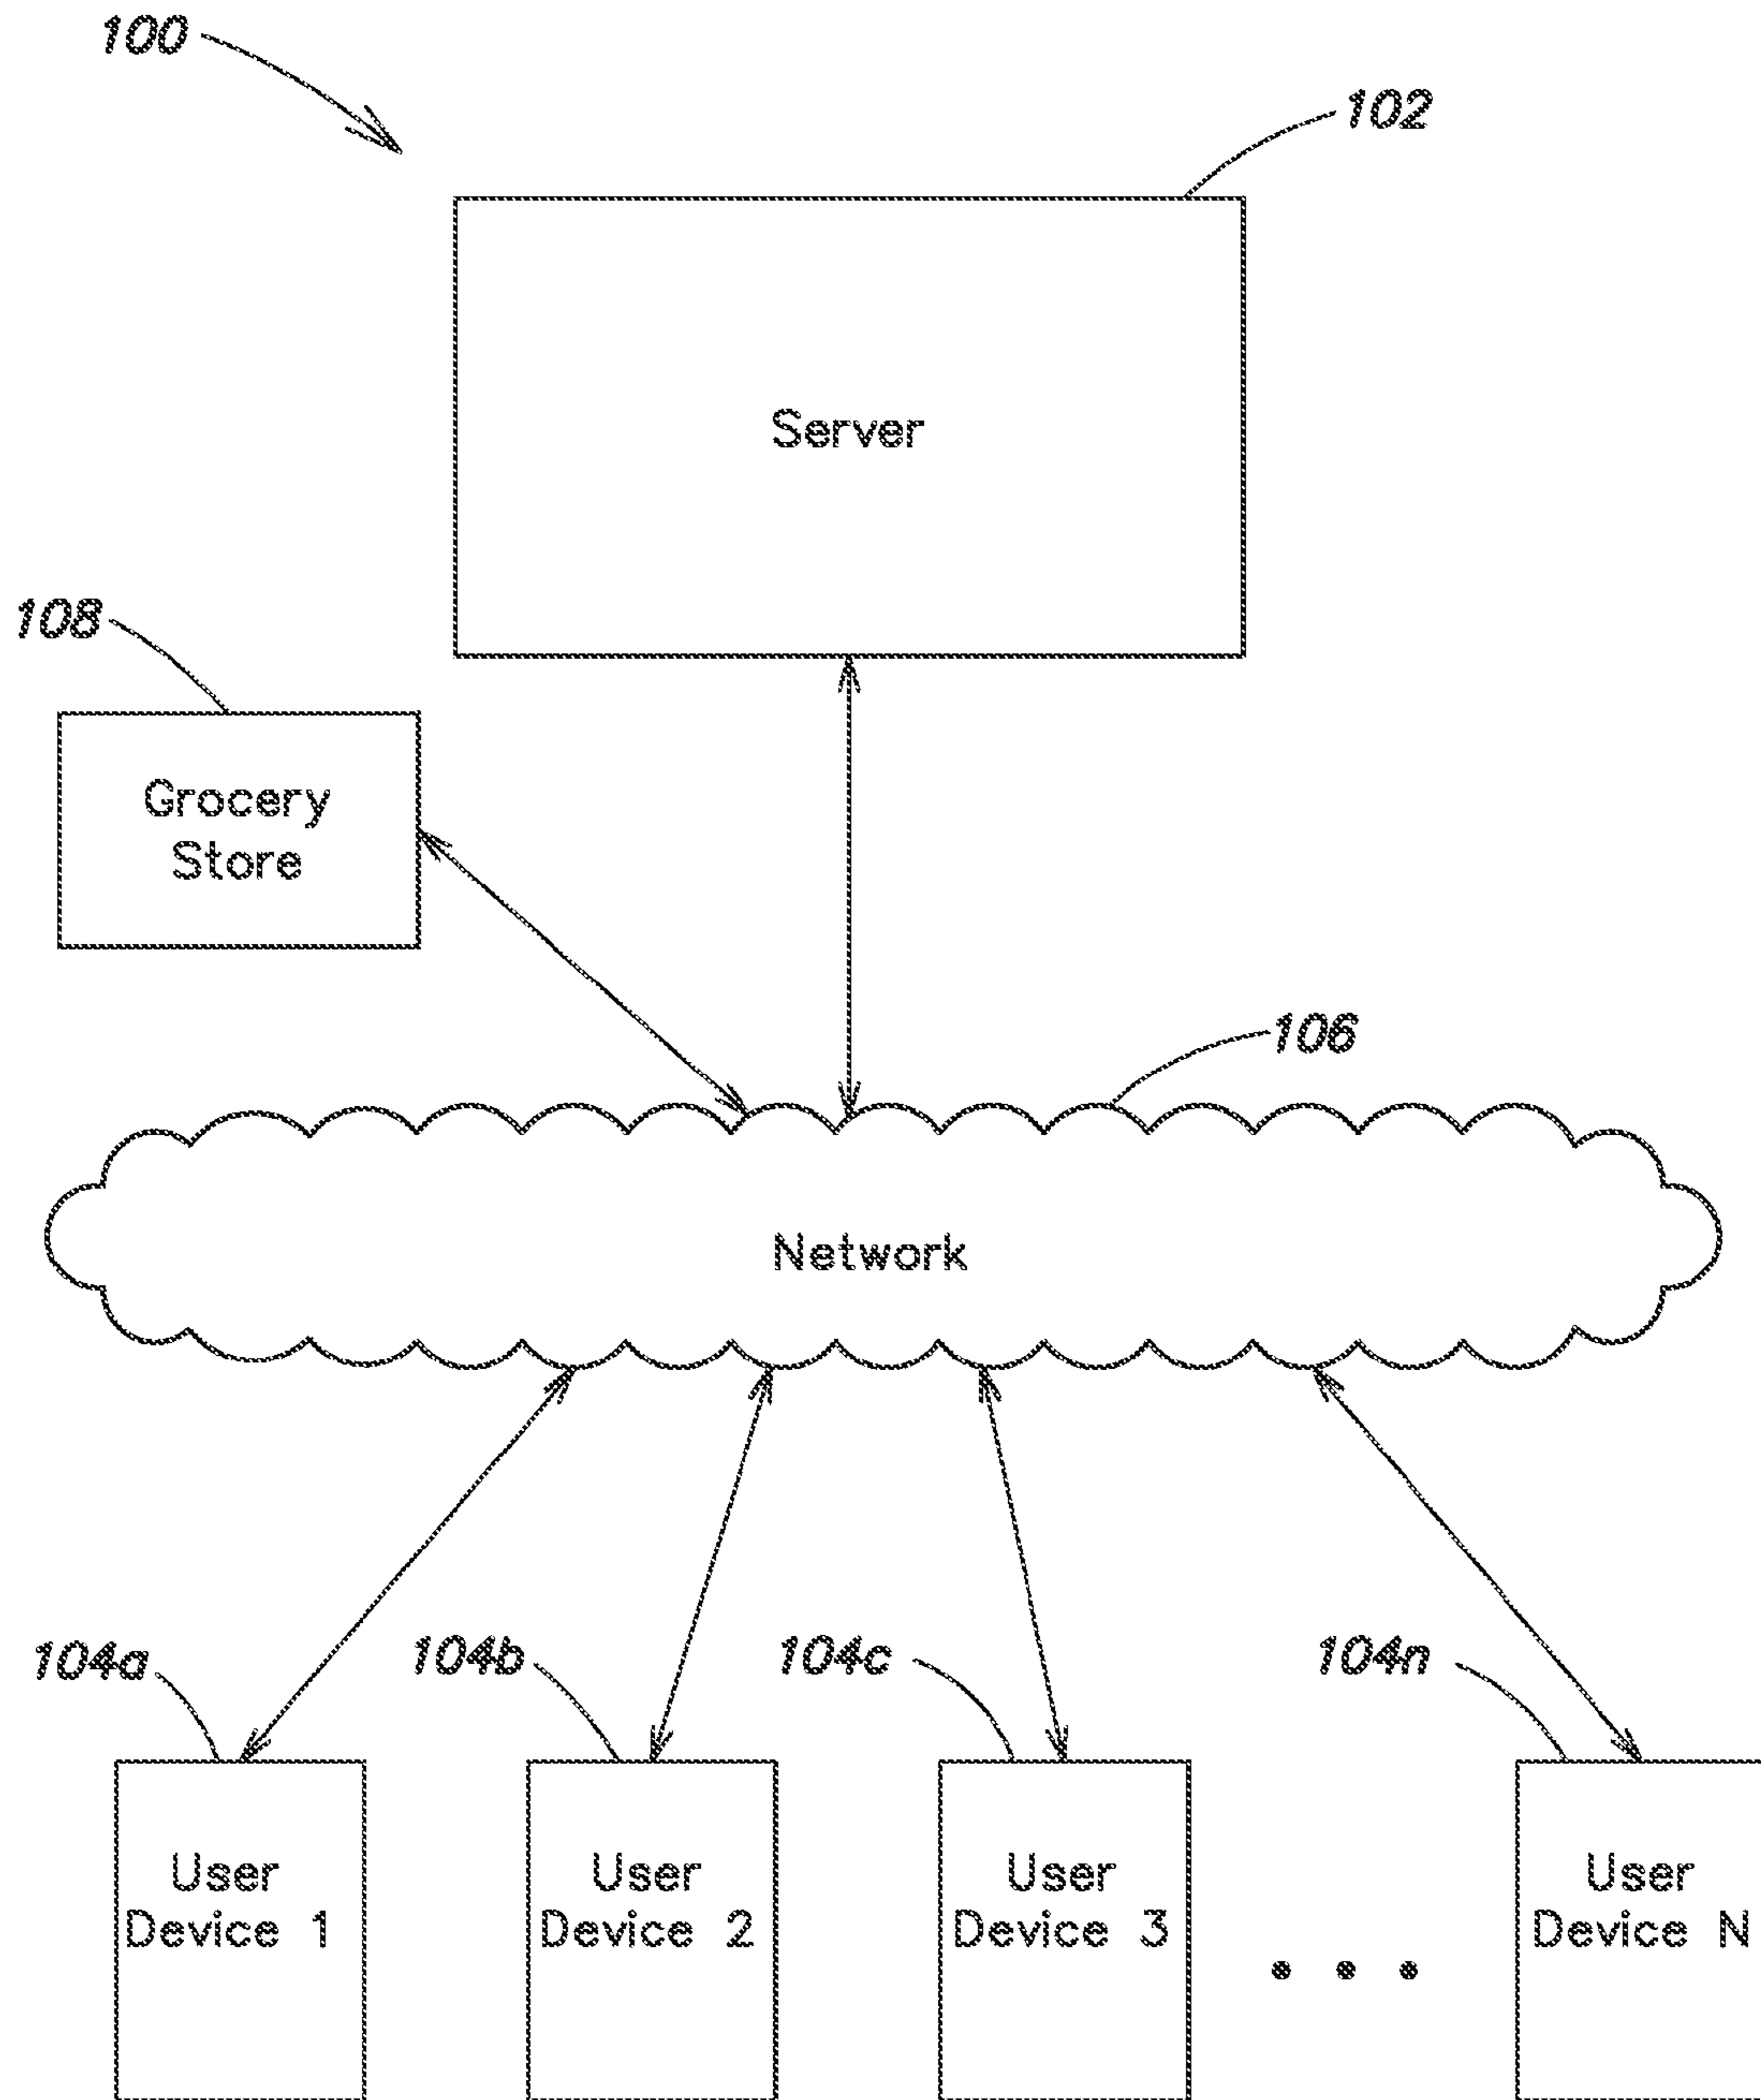 100
102
Server
108
Grocery
Store
106
Network
104a
104b
104c
104n
User
Device 1
User
Device 2
User
Device 3
User
Device N